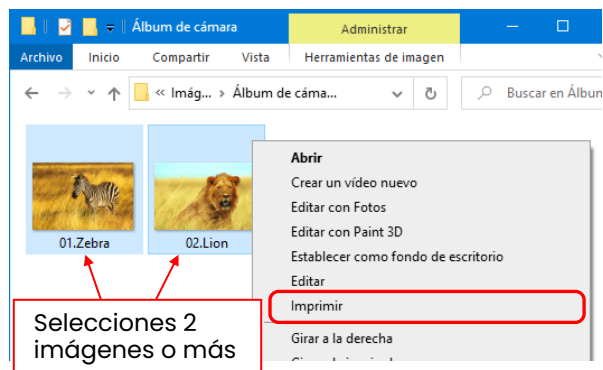 Álbum de cámara
Administrar
Archivo
Inicio
Compartir
Vista
Herramientas de imagen
« Imág... › Álbum de cáma...
Buscar en Álbun
01.Zebra
02.Lion
Abrir
Crear un vídeo nuevo
Editar con Fotos
Editar con Paint 3D
Establecer como fondo de escritorio
Editar
Imprimir
Girar a la derecha
Selecciones 2
imágenes o más